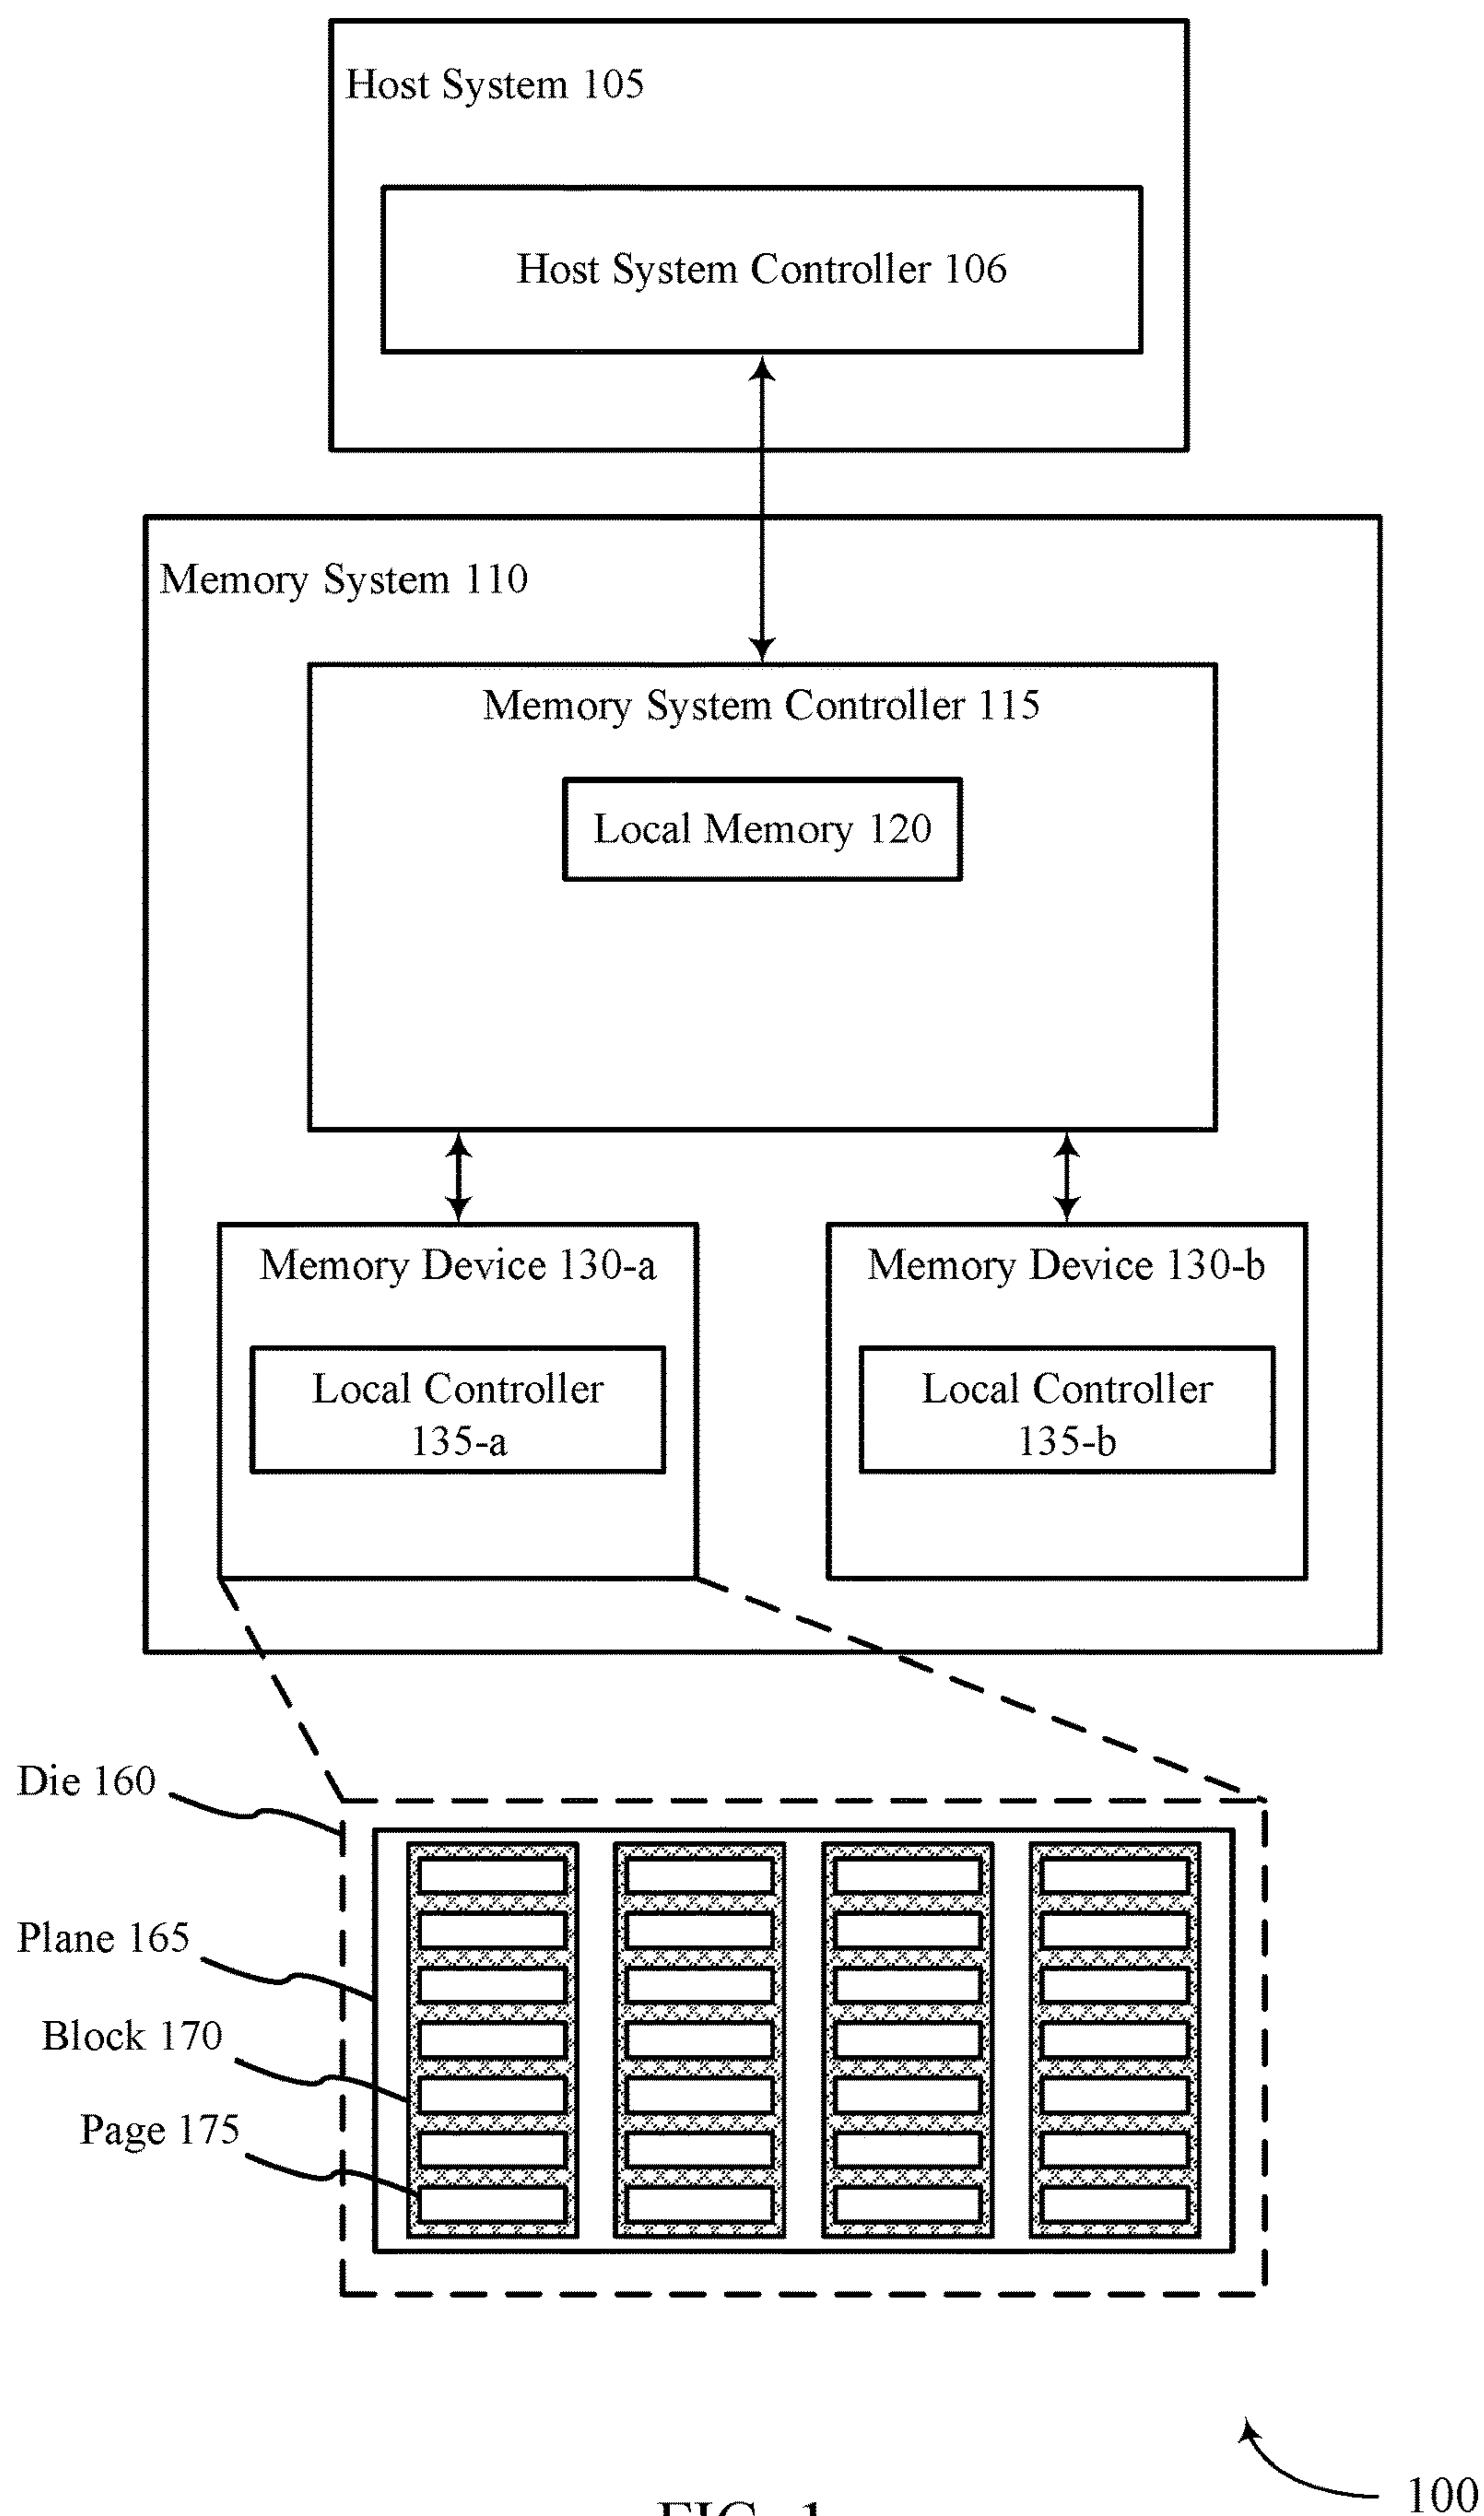 Host System 105
Host System Controller 106
Memory System 110
Memory System Controller 115
Local Memory 120
Memory Device 130-a
Local Controller
135-a
Memory Device 130-b
Local Controller
135-b
Die 160
Plane 165
Block 170
Page 175
100
FIG. 1